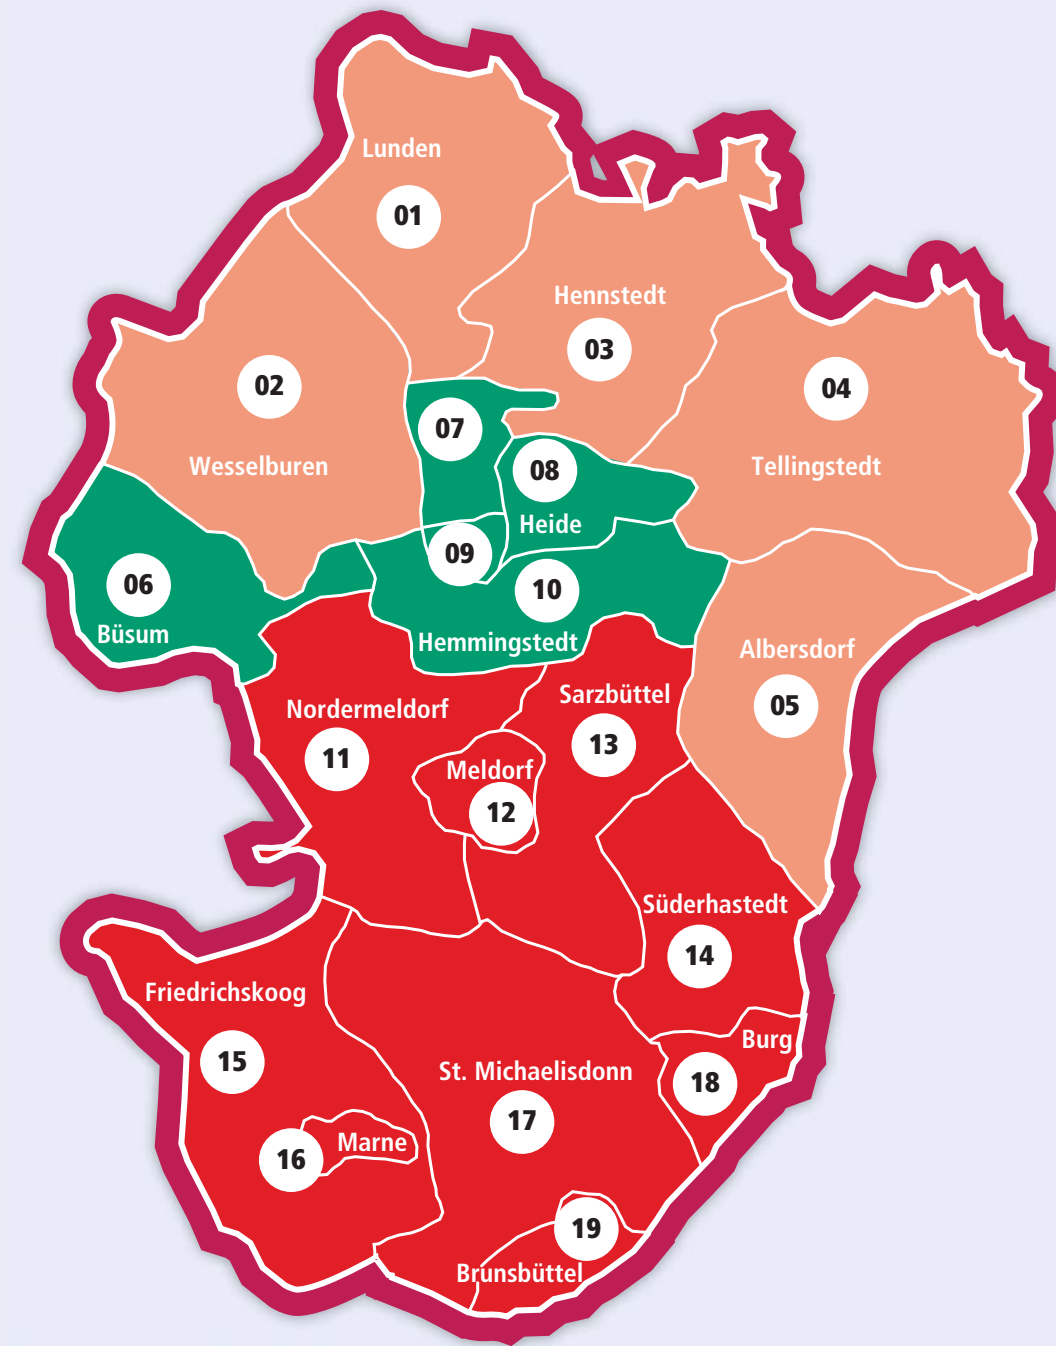 Lunden
01
Hennstedt
03
02
04
Wesselburen
Tellingstedt
07
08
Heide
09
06
10
Büsum
Hemmingstedt
Albersdorf
05
Nordermeldorf
11
Sarzbüttel
13
Meldorf
12
Süderhastedt
14
Friedrichskoog
15
Burg
18
St. Michaelisdonn
17
Marne
16
19
Brunsbüttel